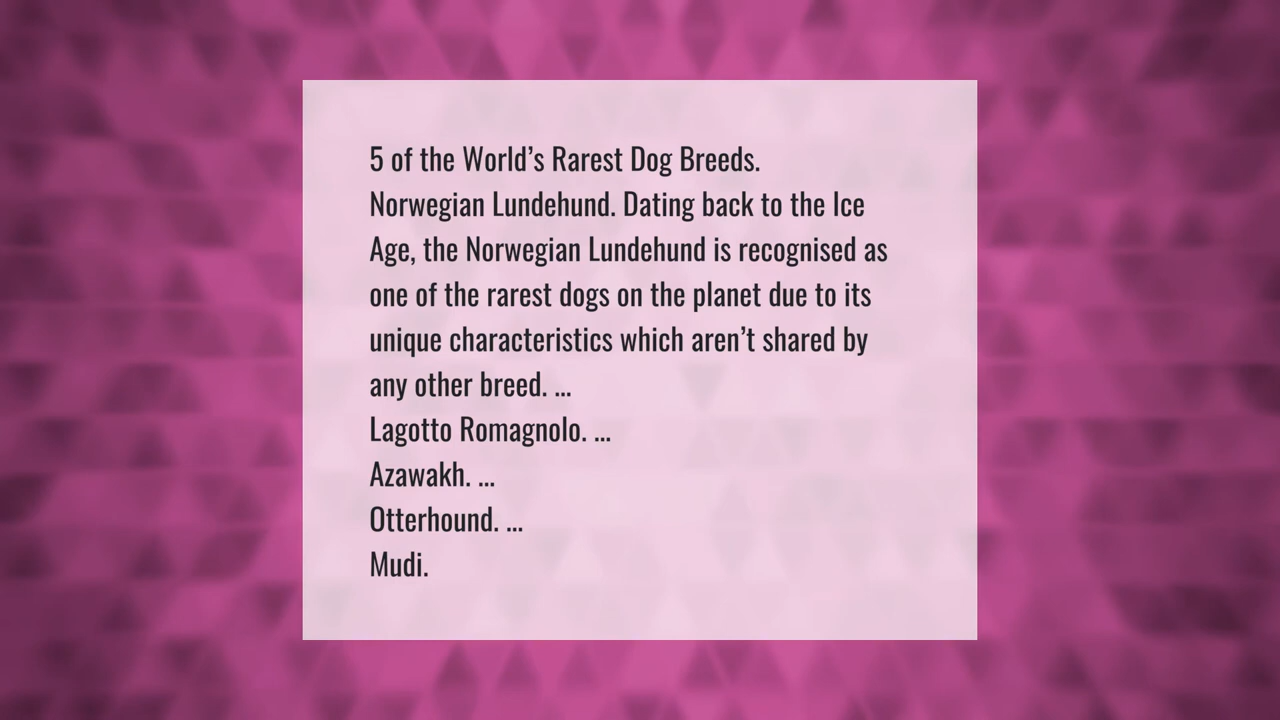 5 of the World’s Rarest Dog Breeds.
Norwegian Lundehund. Dating back to the Ice
Age, the Norwegian Lundehund is recognised as
one of the rarest dogs on the planet due to its
unique characteristics which aren’t shared by
any other breed. ...
Lagotto Romagnolo. ...
Azawakh. ...
Otterhound. ...
Mudi.